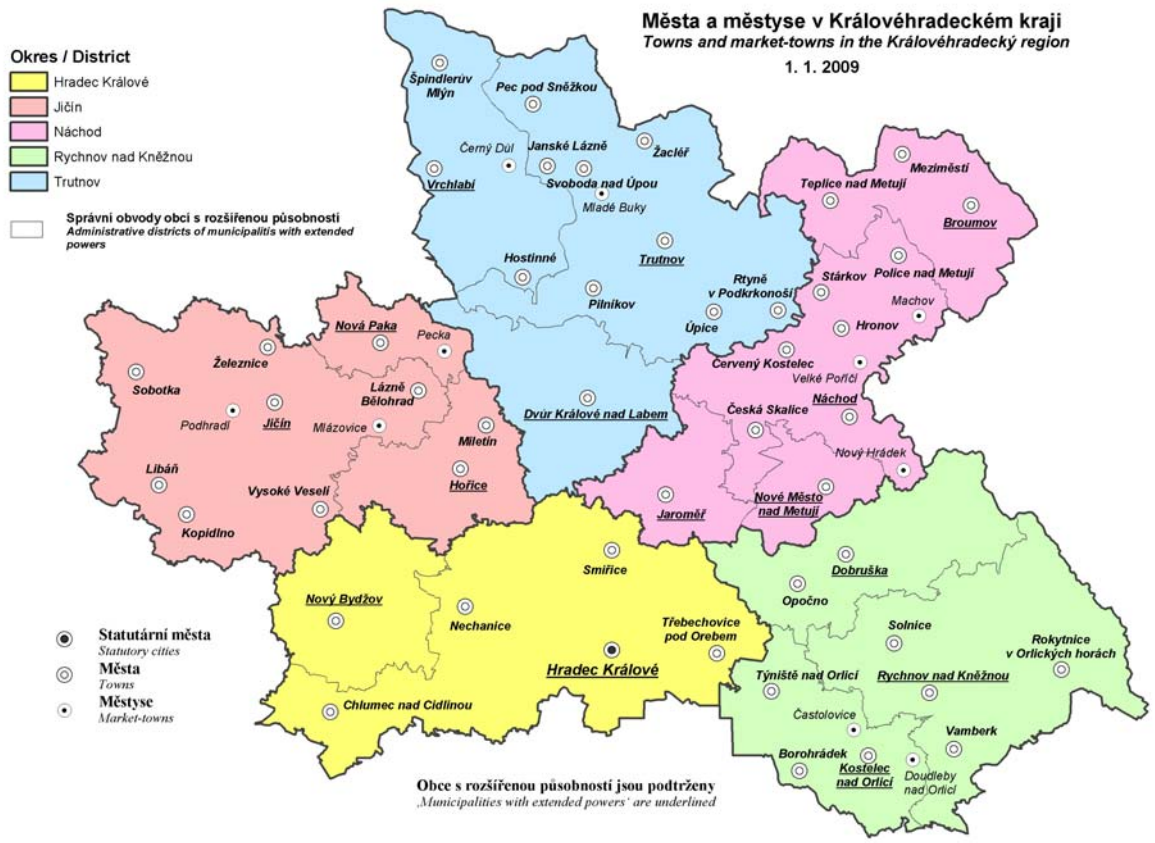 Města a městyse v Královéhradeckém kraji
Towns and market-towns in the Královéhradecký region
1. 1. 2009
Okres / District
Hradec Králové
Jičín
Náchod
Rychnov nad Kněžnou
Trutnov
Správní obvody obcí s rozšířenou působností
Administrative districts of municipalitis with extended
powers
Špindlerův
Mlýn
Pec pod Sněžkou
Černý Důl
Janské Lázně
Žacléř
Vrchlabí
Svoboda nad Úpou
Mladé Buky
Trutnov
Hostinné
Pilníkov
Rtyně
v Podkrkonoší
Úpice
Dvůr Králové nad Labem
Meziměstí
Teplice nad Metují
Broumov
Stárkov
Police nad Metují
Machov
Hronov
Červený Kostelec
Velké Poříčí
Náchod
Česká Skalice
Nový Hrádek
Nové Město
nad Metují
Jaroměř
Nová Paka
Pecka
Železnice
Sobotka
Lázně
Bělohrad
Podhradí
Jičín
Mlázovice
Miletín
Libáň
Vysoké Veselí
Hořice
Kopidlno
Smiřice
Nový Bydžov
Nechanice
Třebechovice
pod Orebem
Hradec Králové
Chlumec nad Cidlinou
Dobruška
Opočno
Solnice
Rokytnice
v Orlických horách
Týniště nad Orlicí
Rychnov nad Kněžnou
Častolovice
Vamberk
Borohrádek
Kostelec
nad Orlicí
Doudleby
nad Orlicí
Statutární města
Statutory cities
Města
Towns
Městyse
Market-towns
Obce s rozšířenou působností jsou podtrženy
‚Municipalities with extended powers‘ are underlined